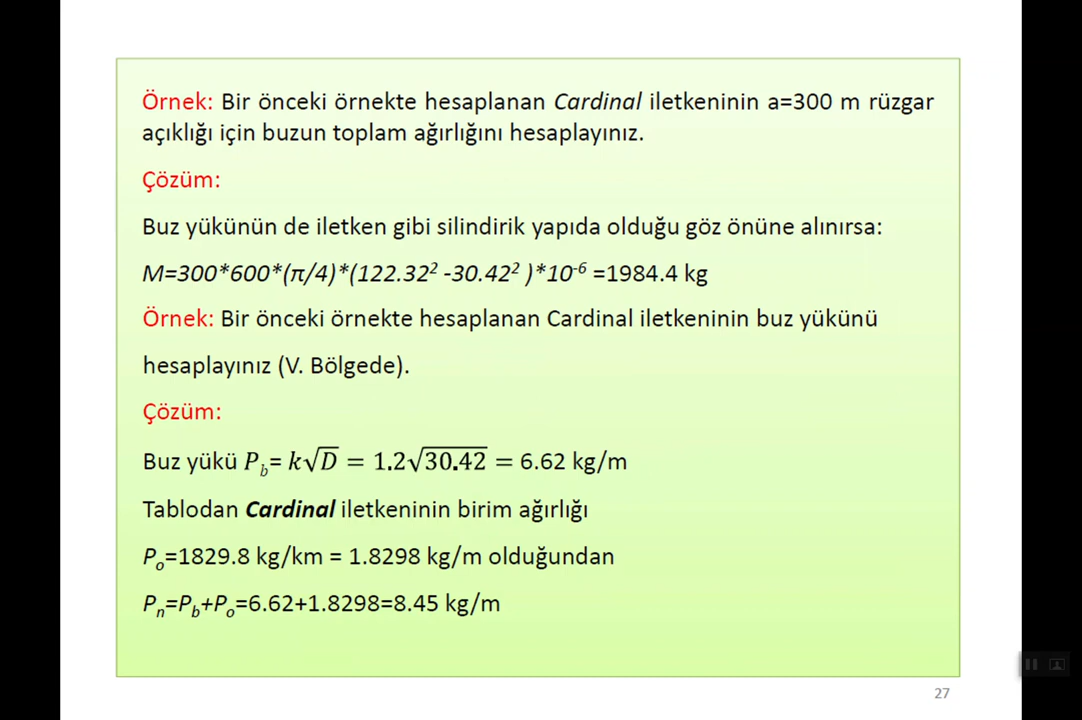 Örnek: Bir önceki örnekte hesaplanan Cardinal iletkeninin a=300 m rüzgar
açıklığı için buzun toplam ağırlığını hesaplayınız.
Çözüm:
Buz yükünün de iletken gibi silindirik yapıda olduğu göz önüne alınırsa:
M=300*600*(π/4)*(122.32² -30.42² )*10⁻⁶ =1984.4 kg
Örnek: Bir önceki örnekte hesaplanan Cardinal iletkeninin buz yükünü
hesaplayınız (V. Bölgede).
Çözüm:
Buz yükü P_b= k√D = 1.2√30.42 = 6.62 kg/m
Tablodan Cardinal iletkeninin birim ağırlığı
P_o=1829.8 kg/km = 1.8298 kg/m olduğundan
P_n=P_b+P_o=6.62+1.8298=8.45 kg/m
27